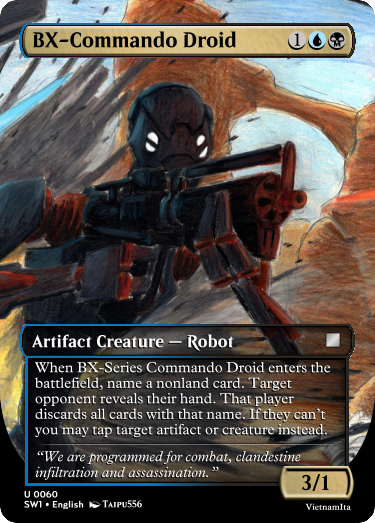 BX-Commando Droid 1
Artifact Creature — Robot
When BX-Series Commando Droid enters the
battlefield, name a nonland card. Target
opponent reveals their hand. That player
discards all cards with that name. If they can't
you may tap target artifact or creature instead.
"We are programmed for combat, clandestine
infiltration and assassination."
3/1
U 0060
SW1 • English TAIPU556
VietnamIta